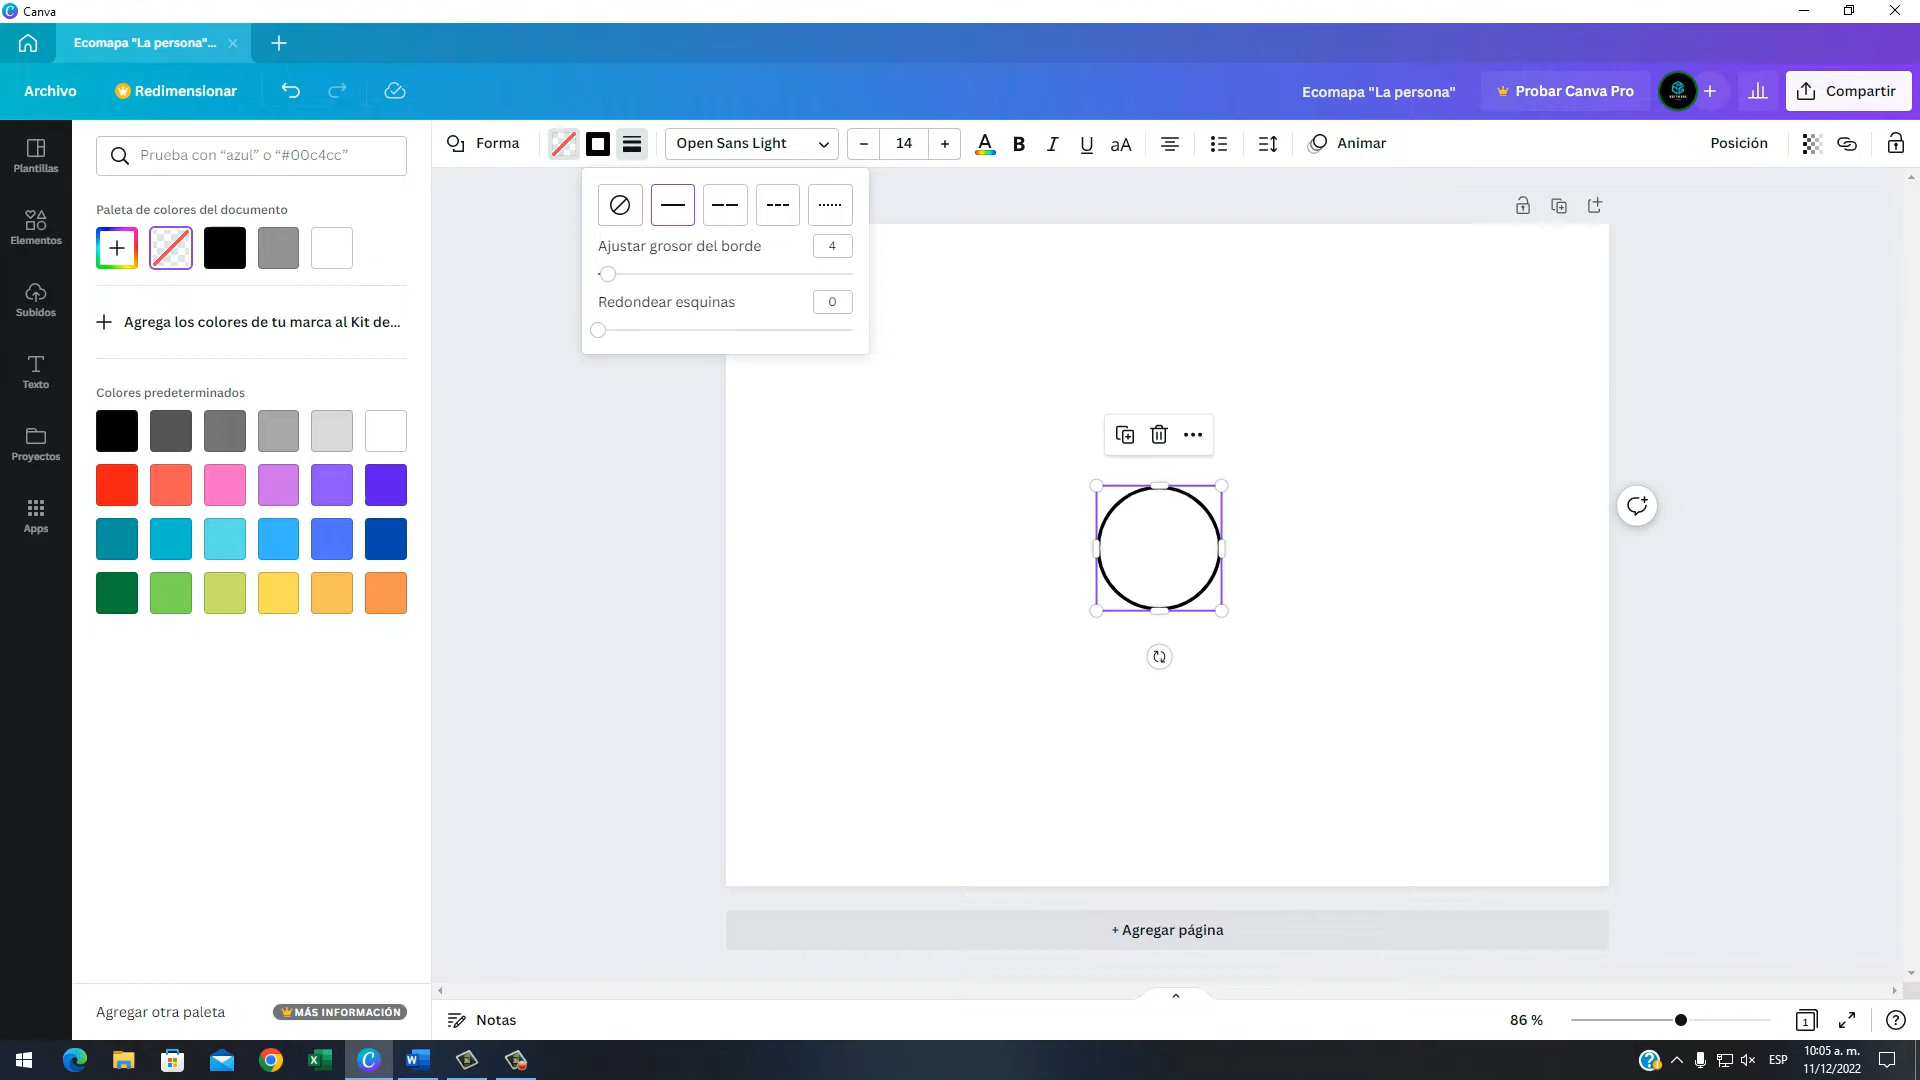 Canva
Ecomapa "La persona"...
Archivo
Redimensionar
Ecomapa "La persona"
Probar Canva Pro
Compartir
Plantillas
Elementos
Subidos
Texto
Proyectos
Apps
Prueba con “azul” o “#00c4cc”
Paleta de colores del documento
Agrega los colores de tu marca al Kit de...
Colores predeterminados
Agregar otra paleta
MÁS INFORMACIÓN
Forma
Open Sans Light
14
A
B
I
U
aA
Animar
Posición
Ajustar grosor del borde
4
Redondear esquinas
0
+ Agregar página
Notas
86 %
1
ESP
10:05 a. m.
11/12/2022